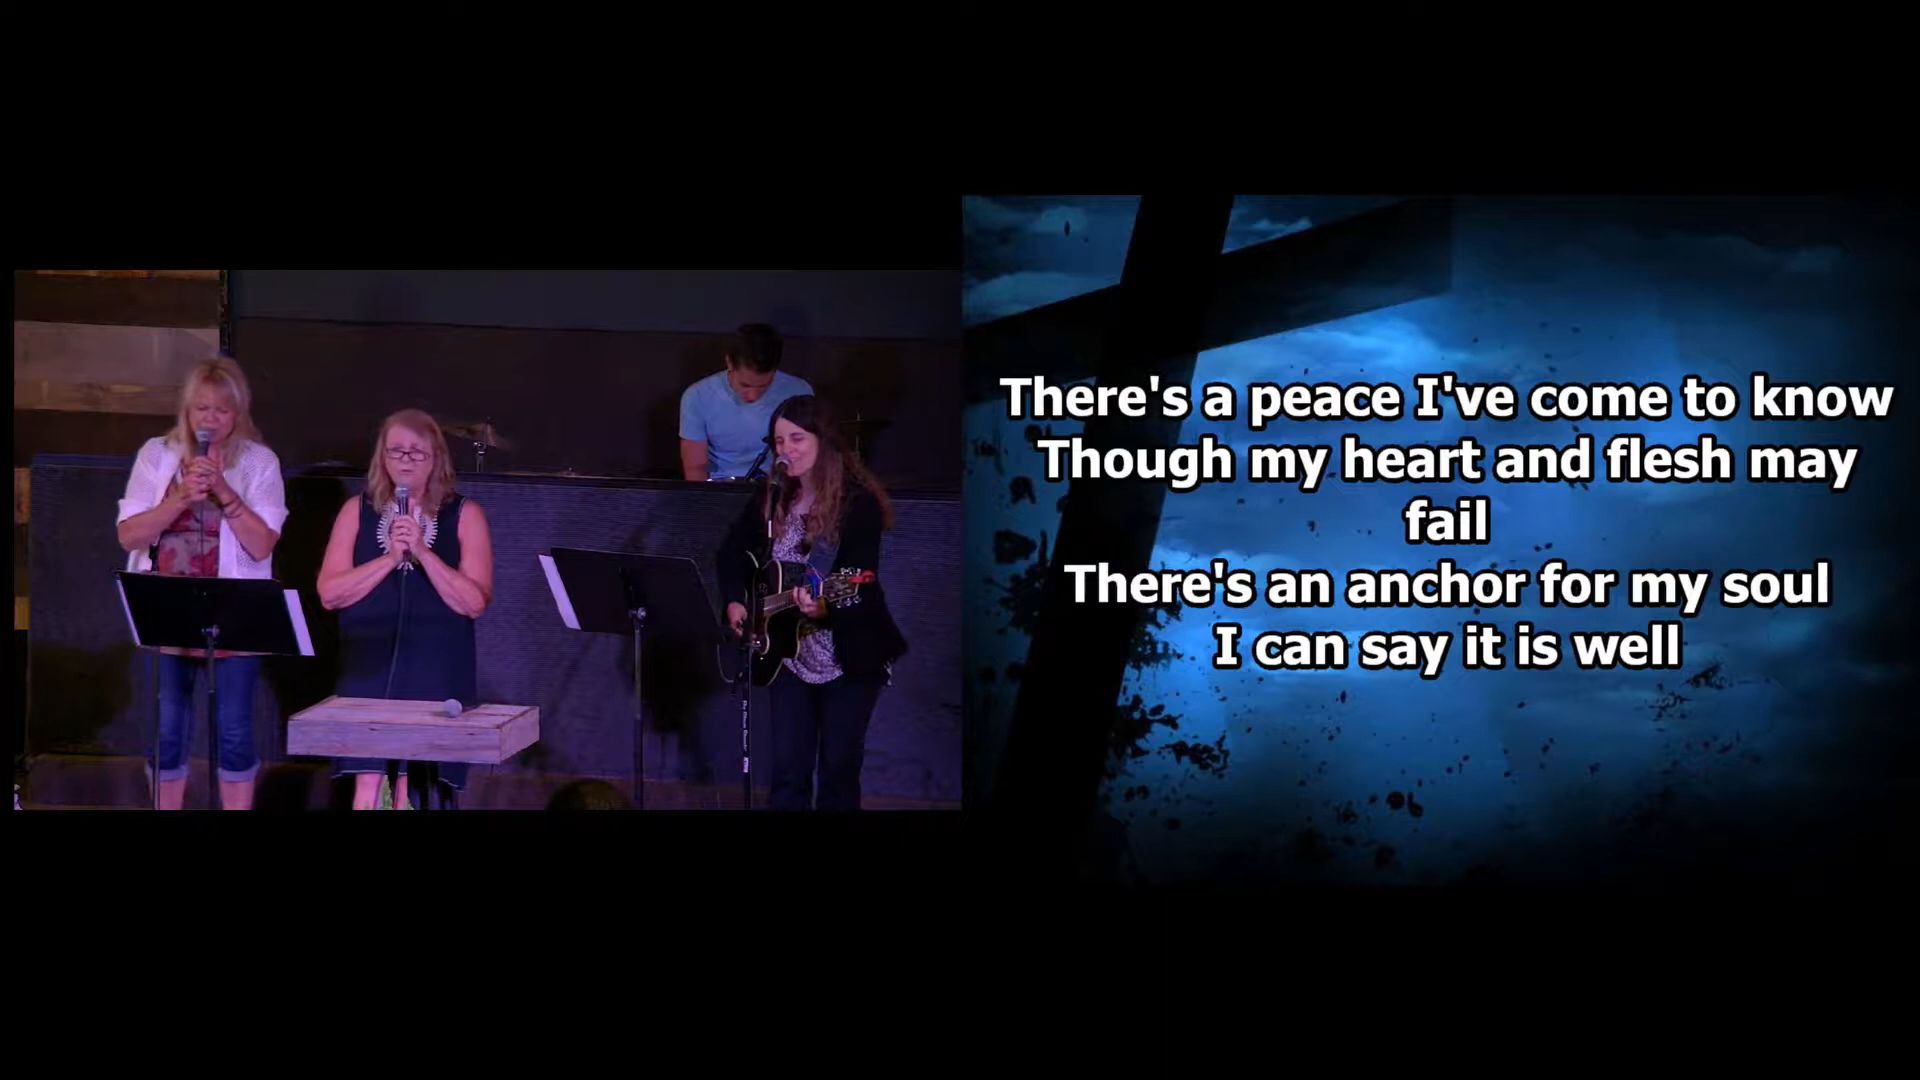 There's a peace I've come to know
Though my heart and flesh may
fail
There's an anchor for my soul
I can say it is well